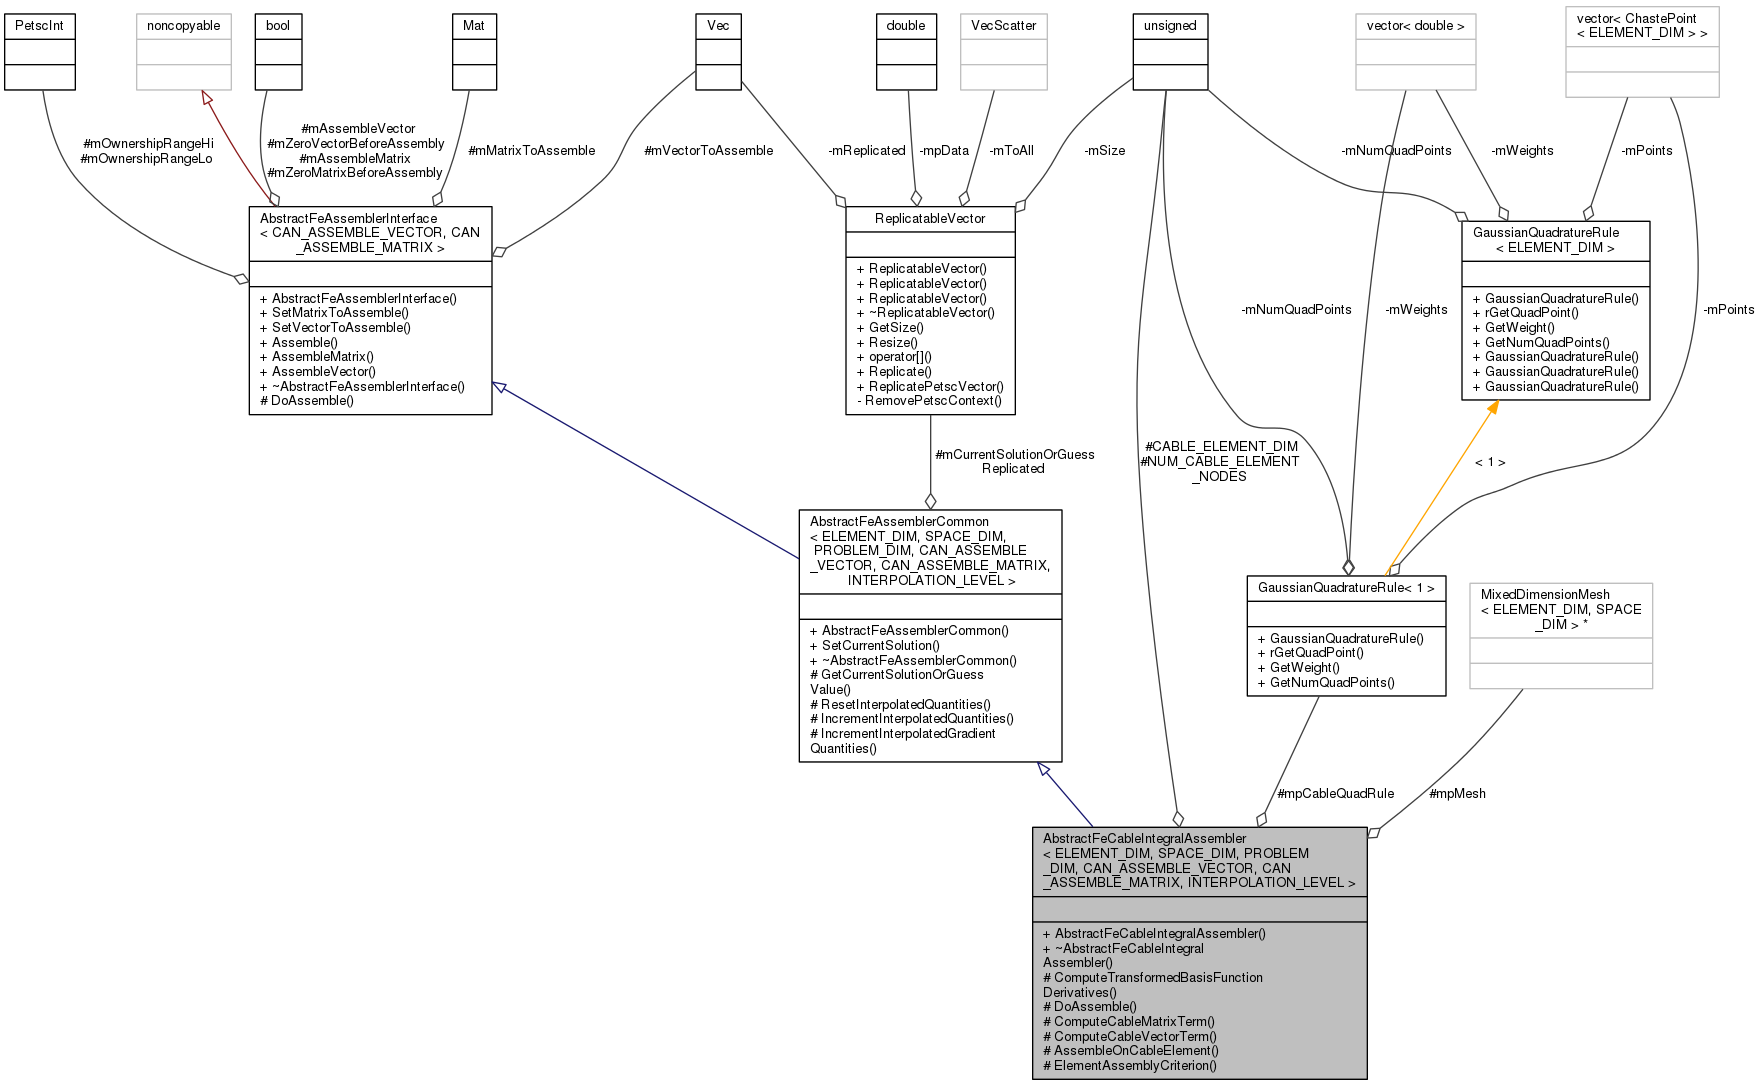 PetscInt
noncopyable
bool
Mat
Vec
double
VecScatter
unsigned
vector< double >
vector< ChastePoint
< ELEMENT_DIM > >
#mOwnershipRangeHi
#mOwnershipRangeLo
#mAssembleVector
#mZeroVectorBeforeAssembly
#mAssembleMatrix
#mZeroMatrixBeforeAssembly
#mMatrixToAssemble
#mVectorToAssemble
-mReplicated
-mpData
-mToAll
-mSize
-mNumQuadPoints
-mWeights
-mPoints
AbstractFeAssemblerInterface
< CAN_ASSEMBLE_VECTOR, CAN
_ASSEMBLE_MATRIX >
+ AbstractFeAssemblerInterface()
+ SetMatrixToAssemble()
+ SetVectorToAssemble()
+ Assemble()
+ AssembleMatrix()
+ AssembleVector()
+ ~AbstractFeAssemblerInterface()
# DoAssemble()
ReplicatableVector
+ ReplicatableVector()
+ ReplicatableVector()
+ ReplicatableVector()
+ ~ReplicatableVector()
+ GetSize()
+ Resize()
+ operator[]()
+ Replicate()
+ ReplicatePetscVector()
- RemovePetscContext()
GaussianQuadratureRule
< ELEMENT_DIM >
+ GaussianQuadratureRule()
+ rGetQuadPoint()
+ GetWeight()
+ GetNumQuadPoints()
+ GaussianQuadratureRule()
+ GaussianQuadratureRule()
+ GaussianQuadratureRule()
-mNumQuadPoints
-mWeights
-mPoints
#mCurrentSolutionOrGuess
Replicated
#CABLE_ELEMENT_DIM
#NUM_CABLE_ELEMENT
_NODES
< 1 >
AbstractFeAssemblerCommon
< ELEMENT_DIM, SPACE_DIM,
PROBLEM_DIM, CAN_ASSEMBLE
_VECTOR, CAN_ASSEMBLE_MATRIX,
INTERPOLATION_LEVEL >
+ AbstractFeAssemblerCommon()
+ SetCurrentSolution()
+ ~AbstractFeAssemblerCommon()
# GetCurrentSolutionOrGuess
Value()
# ResetInterpolatedQuantities()
# IncrementInterpolatedQuantities()
# IncrementInterpolatedGradient
Quantities()
GaussianQuadratureRule< 1 >
+ GaussianQuadratureRule()
+ rGetQuadPoint()
+ GetWeight()
+ GetNumQuadPoints()
MixedDimensionMesh
< ELEMENT_DIM, SPACE
_DIM > *
#mpCableQuadRule
#mpMesh
AbstractFeCableIntegralAssembler
< ELEMENT_DIM, SPACE_DIM, PROBLEM
_DIM, CAN_ASSEMBLE_VECTOR, CAN
_ASSEMBLE_MATRIX, INTERPOLATION_LEVEL >
+ AbstractFeCableIntegralAssembler()
+ ~AbstractFeCableIntegral
Assembler()
# ComputeTransformedBasisFunction
Derivatives()
# DoAssemble()
# ComputeCableMatrixTerm()
# ComputeCableVectorTerm()
# AssembleOnCableElement()
# ElementAssemblyCriterion()